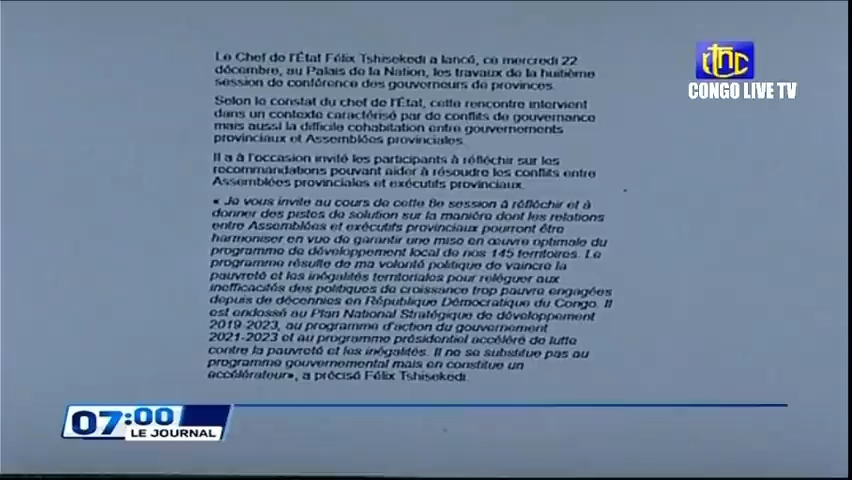 Le Chef de l'État Félix Tshisekedi a lancé, ce mercredi 22
décembre, au Palais de la Nation, les travaux de la huitième
session de conférence des gouverneurs de provinces.
Selon le constat du chef de l'État, cette rencontre intervient
dans un contexte caractérisé par de conflits de gouvernance
mais aussi la difficile cohabitation entre gouvernements
provinciaux et Assemblées provinciales.
Il a à l'occasion invité les participants à réfléchir sur les
recommandations pouvant aider à résoudre les conflits entre
Assemblées provinciales et exécutifs provinciaux.
« Je vous invite au cours de cette 8e session à réfléchir et à
donner des pistes de solution sur la manière dont les relations
entre Assemblées et exécutifs provinciaux pourront être
harmoniser en vue de garantir une mise en œuvre optimale du
programme de développement local de nos 145 territoires. Le
programme résulte de ma volonté politique de vaincre la
pauvreté et les inégalités territoriales pour reléguer aux
inefficacités des politiques de croissance trop pauvre engagées
depuis de décennies en République Démocratique du Congo. Il
est endossé au Plan National Stratégique de développement
2019-2023, au programme d'action du gouvernement
2021-2023 et au programme présidentiel accéléré de lutte
contre la pauvreté et les inégalités. Il ne se substitue pas au
programme gouvernemental mais en constitue un
accélérateur», a précisé Félix Tshisekedi.
rtnc
CONGO LIVE TV
07:00
LE JOURNAL